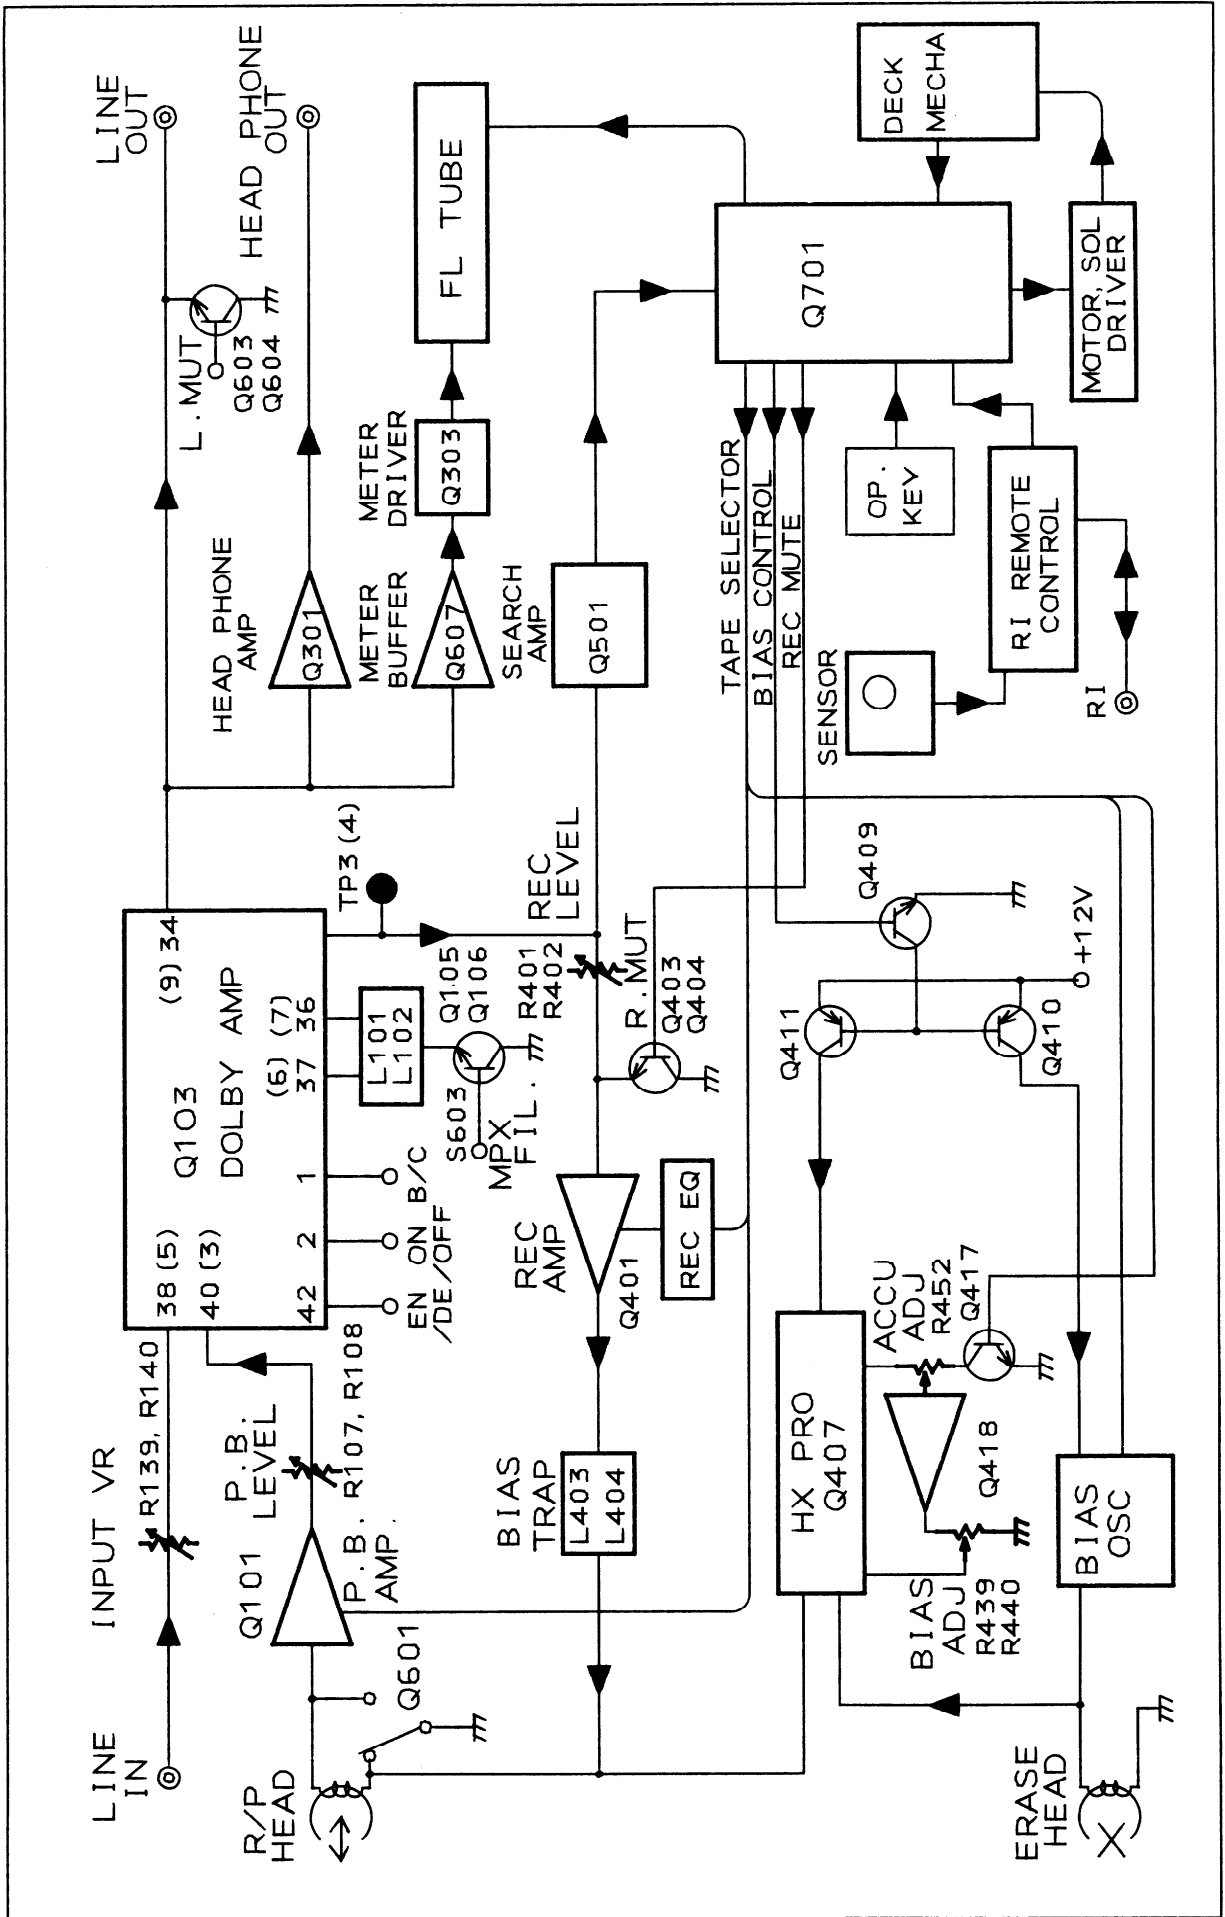 LINE
IN
INPUT VR
R139, R140
38 (5)
40 (3)
Q103
DOLBY AMP
(9) 34
42
2
1
(6)
37
(7)
36
EN
/DE/OFF
ON
B/C
L. MUT
Q603
Q604
LINE
OUT
HEAD PHONE
OUT
R/P
HEAD
Q101
P.B.
AMP.
P.B.
LEVEL
R107, R108
Q601
L101
L102
S603
MPX
FIL.
Q105
Q106
TP3 (4)
HEAD PHONE
AMP
Q301
METER
BUFFER
Q607
METER
DRIVER
Q303
FL TUBE
BIAS
TRAP
L403
L404
REC
AMP
Q401
REC EQ
R401
R402
REC
LEVEL
R. MUT
Q403
Q404
SEARCH
AMP
Q501
TAPE SELECTOR
BIAS CONTROL
REC MUTE
Q701
DECK
MECHA
MOTOR, SOL
DRIVER
OP.
KEY
RI REMOTE
CONTROL
SENSOR
RI
HX PRO
Q407
BIAS
ADJ
R439
R440
Q418
ACCU
ADJ
R452
Q417
Q411
Q410
Q409
+12V
BIAS
OSC
ERASE
HEAD